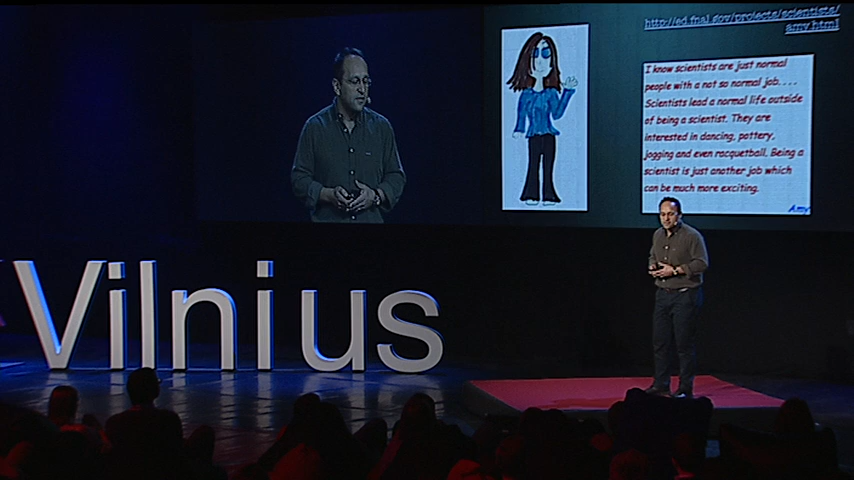 http://ed.fnal.gov/projects/scientists/
amy.html
I know scientists are just normal
people with a not so normal job. . . .
Scientists lead a normal life outside
of being a scientist. They are
interested in dancing, pottery,
jogging and even racquetball. Being a
scientist is just another job which
can be much more exciting.
Amy
Vilnius